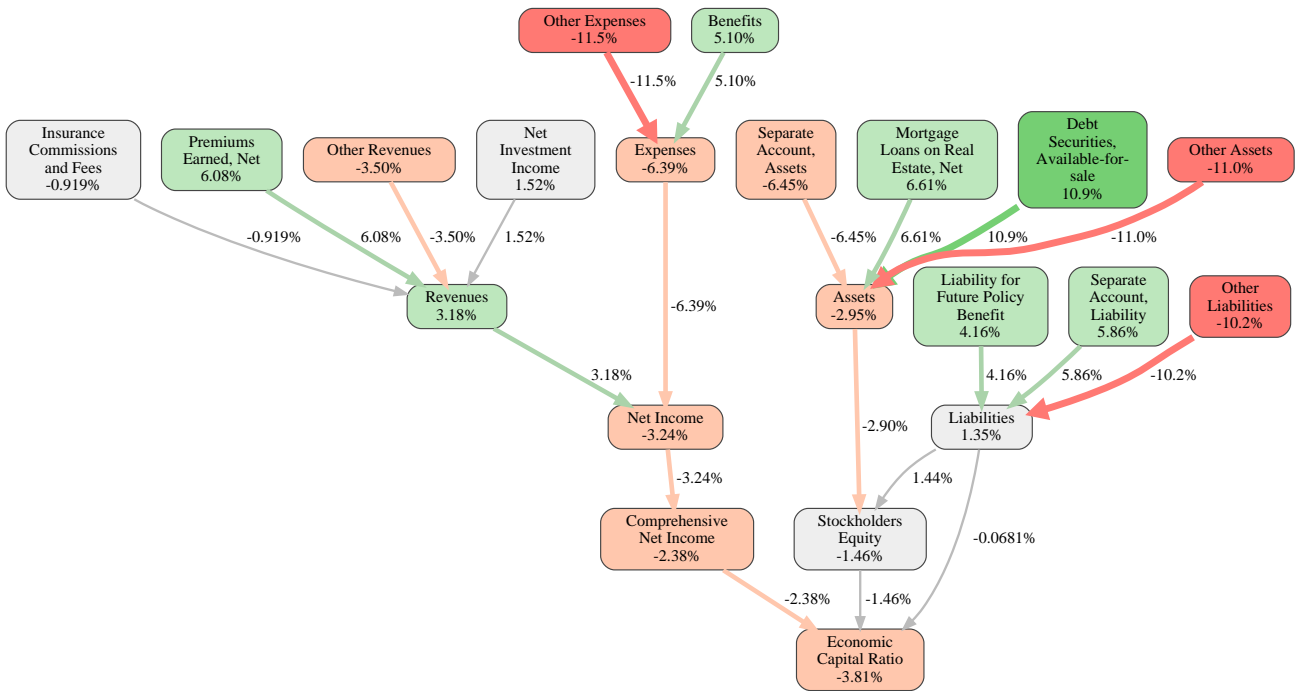 Other Expenses
-11.5%
Benefits
5.10%
-11.5%
5.10%
Insurance
Commissions
and Fees
-0.919%
Premiums
Earned, Net
6.08%
Other Revenues
-3.50%
Net
Investment
Income
1.52%
Expenses
-6.39%
Separate
Account,
Assets
-6.45%
Mortgage
Loans on Real
Estate, Net
6.61%
Debt
Securities,
Available-for-
sale
10.9%
Other Assets
-11.0%
-0.919%
6.08%
-3.50%
1.52%
-6.45%
6.61%
10.9%
-11.0%
Revenues
3.18%
-6.39%
Assets
-2.95%
Liability for
Future Policy
Benefit
4.16%
Separate
Account,
Liability
5.86%
Other
Liabilities
-10.2%
3.18%
4.16%
5.86%
-10.2%
Net Income
-3.24%
-2.90%
Liabilities
1.35%
-3.24%
1.44%
Comprehensive
Net Income
-2.38%
Stockholders
Equity
-1.46%
-0.0681%
-2.38%
-1.46%
Economic
Capital Ratio
-3.81%